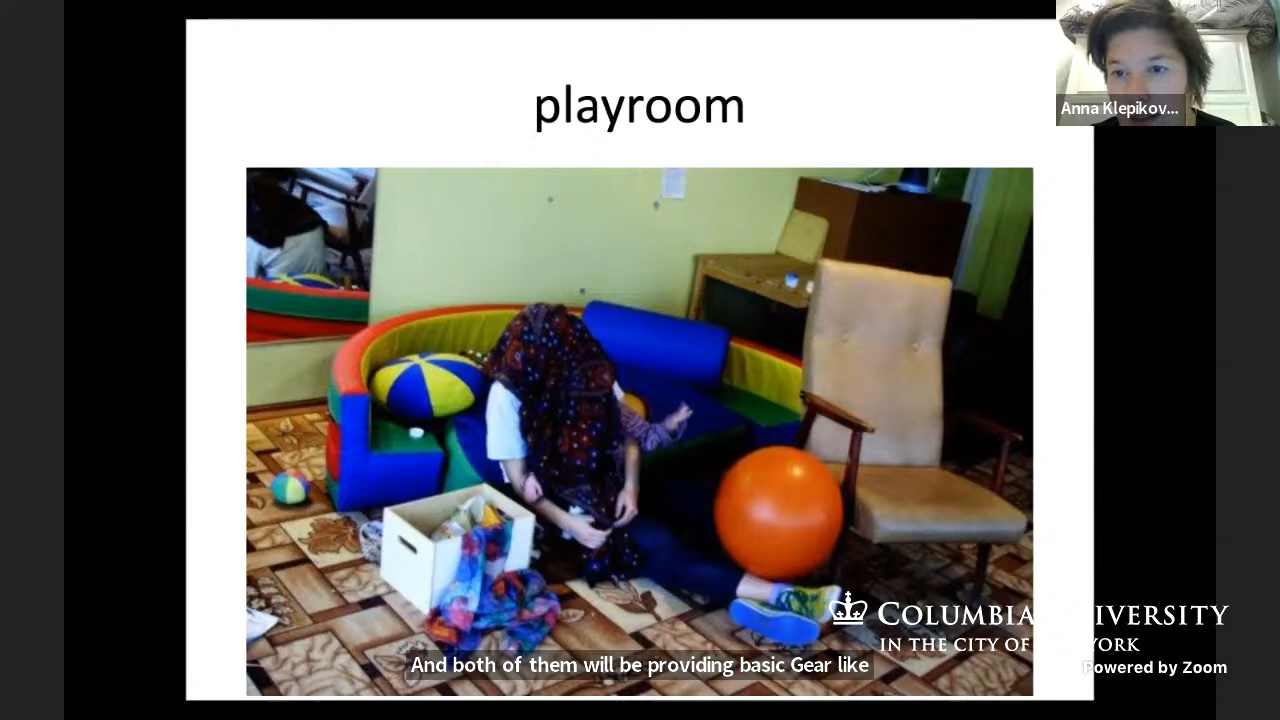 playroom
Anna Klepikov...
COLUMBIA UNIVERSITY
IN THE CITY OF NEW YORK
And both of them will be providing basic Gear like
Powered by Zoom